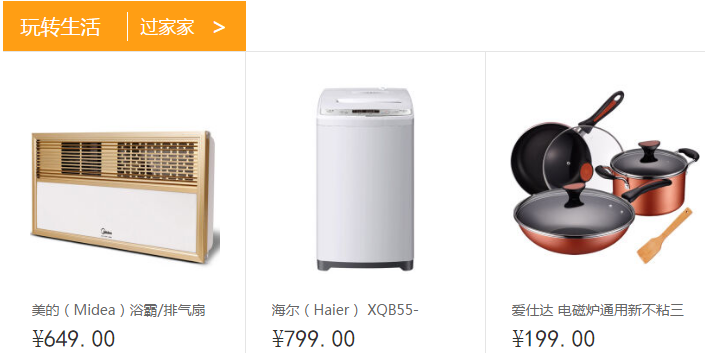 玩转生活 过家家 >
Midea
美的（Midea）浴霸/排气扇
海尔（Haier） XQB55-
爱仕达 电磁炉通用新不粘三
¥649.00
¥799.00
¥199.00